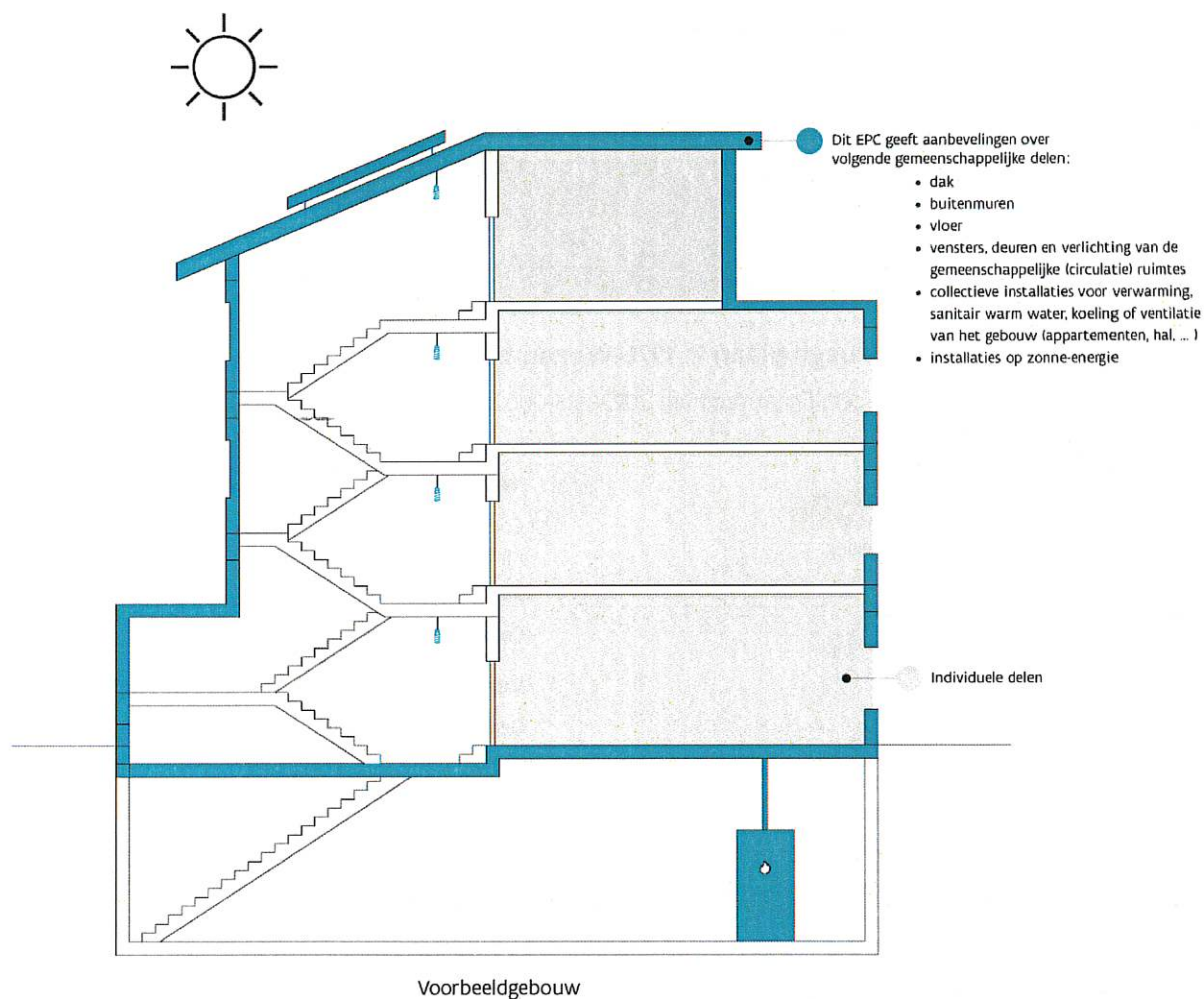 Dit EPC geeft aanbevelingen over
volgende gemeenschappelijke delen:
• dak
• buitenmuren
• vloer
• vensters, deuren en verlichting van de
gemeenschappelijke (circulatie) ruimtes
• collectieve installaties voor verwarming,
sanitair warm water, koeling of ventilatie
van het gebouw (appartementen, hal, ... )
• installaties op zonne-energie
Individuele delen
Voorbeeldgebouw